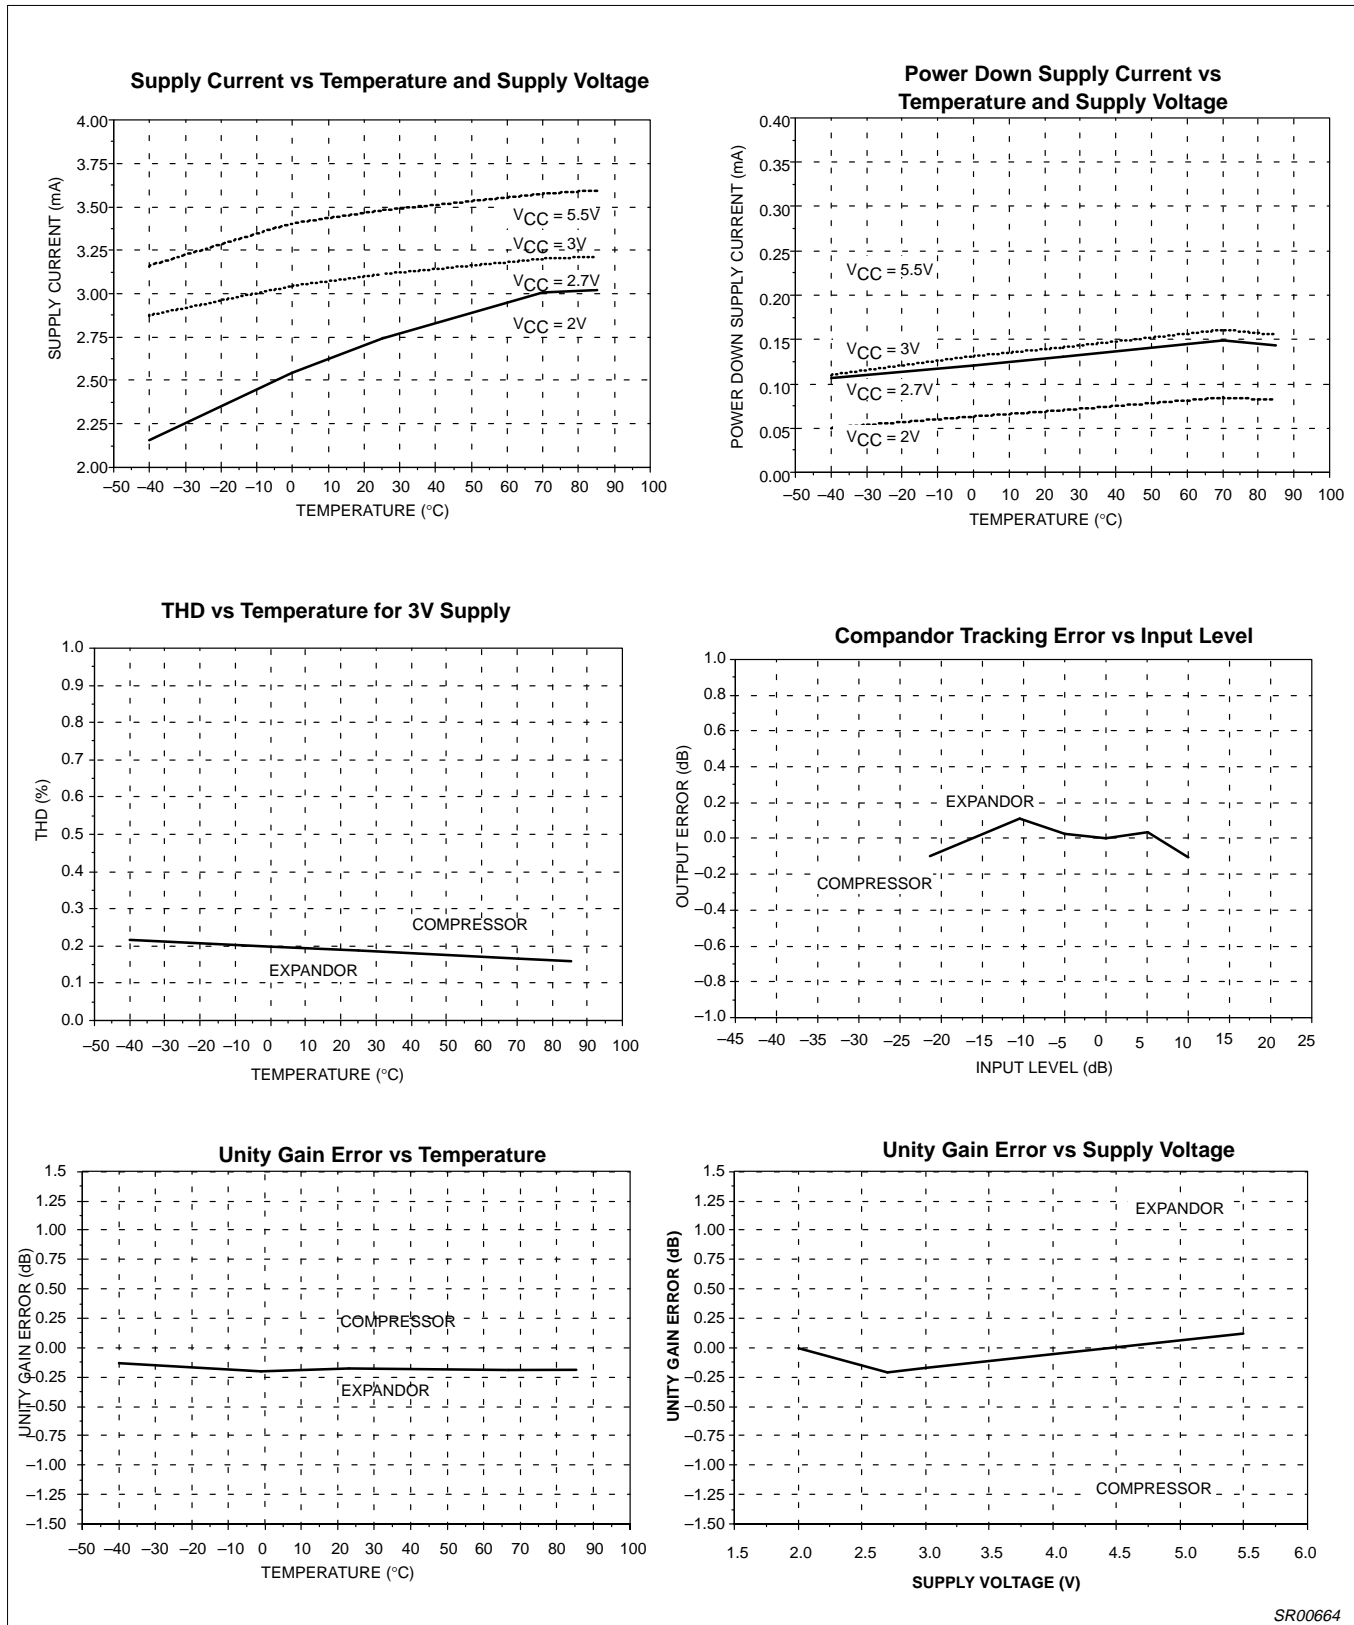 Supply Current vs Temperature and Supply Voltage
4.00
3.75
3.50
3.25
3.00
2.75
2.50
2.25
2.00
SUPPLY CURRENT (mA)
VCC = 5.5V
VCC = 3V
VCC = 2.7V
VCC = 2V
–50 –40 –30 –20 –10 0 10 20 30 40 50 60 70 80 90 100
TEMPERATURE (°C)
Power Down Supply Current vs
Temperature and Supply Voltage
0.40
0.35
0.30
0.25
0.20
0.15
0.10
0.05
0.00
POWER DOWN SUPPLY CURRENT (mA)
VCC = 5.5V
VCC = 3V
VCC = 2.7V
VCC = 2V
–50 –40 –30 –20 –10 0 10 20 30 40 50 60 70 80 90 100
TEMPERATURE (°C)
THD vs Temperature for 3V Supply
1.0
0.9
0.8
0.7
0.6
0.5
0.4
0.3
0.2
0.1
0.0
THD (%)
COMPRESSOR
EXPANDOR
–50 –40 –30 –20 –10 0 10 20 30 40 50 60 70 80 90 100
TEMPERATURE (°C)
Compandor Tracking Error vs Input Level
1.0
0.8
0.6
0.4
0.2
0.0
–0.2
–0.4
–0.6
–0.8
–1.0
OUTPUT ERROR (dB)
EXPANDOR
COMPRESSOR
–45 –40 –35 –30 –25 –20 –15 –10 –5 0 5 10 15 20 25
INPUT LEVEL (dB)
Unity Gain Error vs Temperature
1.5
1.25
1.00
0.75
0.50
0.25
0.00
–0.25
–0.50
–0.75
–1.00
–1.25
–1.50
UNITY GAIN ERROR (dB)
COMPRESSOR
EXPANDOR
–50 –40 –30 –20 –10 0 10 20 30 40 50 60 70 80 90 100
TEMPERATURE (°C)
Unity Gain Error vs Supply Voltage
1.5
1.25
1.00
0.75
0.50
0.25
0.00
–0.25
–0.50
–0.75
–1.00
–1.25
–1.50
UNITY GAIN ERROR (dB)
EXPANDOR
COMPRESSOR
1.5 2.0 2.5 3.0 3.5 4.0 4.5 5.0 5.5 6.0
SUPPLY VOLTAGE (V)
SR00664